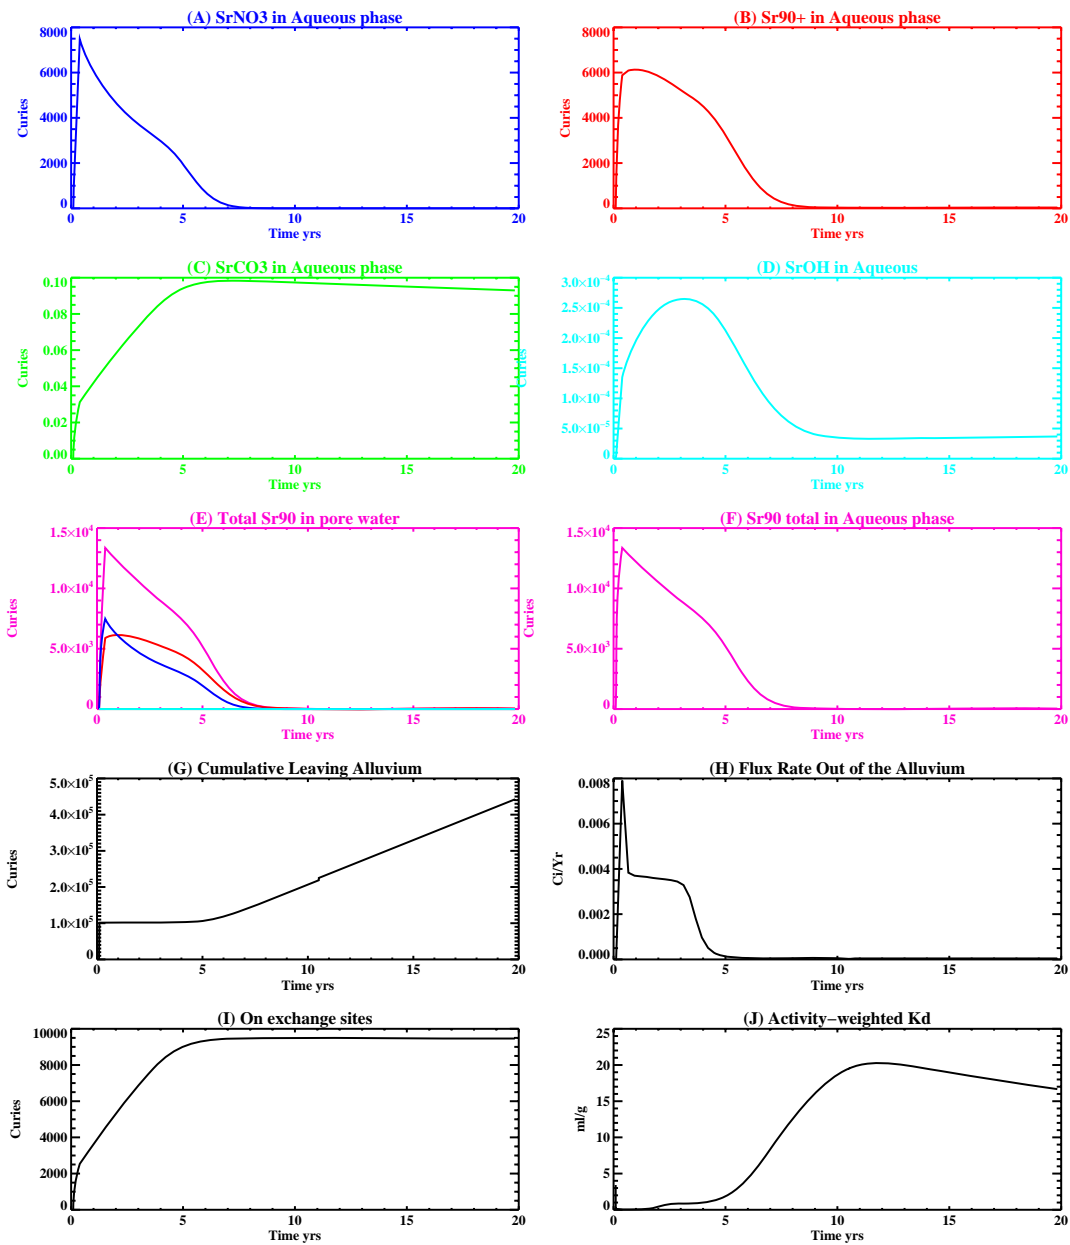 (A) SrNO3 in Aqueous phase
8000
6000
4000
2000
0
Curies
0 5 10 15 20
Time yrs
(B) Sr90+ in Aqueous phase
8000
6000
4000
2000
0
Curies
0 5 10 15 20
Time yrs
(C) SrCO3 in Aqueous phase
0.10
0.08
0.06
0.04
0.02
0.00
Curies
0 5 10 15 20
Time yrs
(D) SrOH in Aqueous
3.0×10⁻⁴
2.5×10⁻⁴
2.0×10⁻⁴
1.5×10⁻⁴
1.0×10⁻⁴
5.0×10⁻⁵
0
Curies
0 5 10 15 20
Time yrs
(E) Total Sr90 in pore water
1.5×10⁴
1.0×10⁴
5.0×10³
0
Curies
0 5 10 15 20
Time yrs
(F) Sr90 total in Aqueous phase
1.5×10⁴
1.0×10⁴
5.0×10³
0
Curies
0 5 10 15 20
Time yrs
(G) Cumulative Leaving Alluvium
5.0×10⁵
4.0×10⁵
3.0×10⁵
2.0×10⁵
1.0×10⁵
0
Curies
0 5 10 15 20
Time yrs
(H) Flux Rate Out of the Alluvium
0.008
0.006
0.004
0.002
0.000
Ci/Yr
0 5 10 15 20
Time yrs
(I) On exchange sites
10000
8000
6000
4000
2000
0
Curies
0 5 10 15 20
Time yrs
(J) Activity−weighted Kd
25
20
15
10
5
0
ml/g
0 5 10 15 20
Time yrs